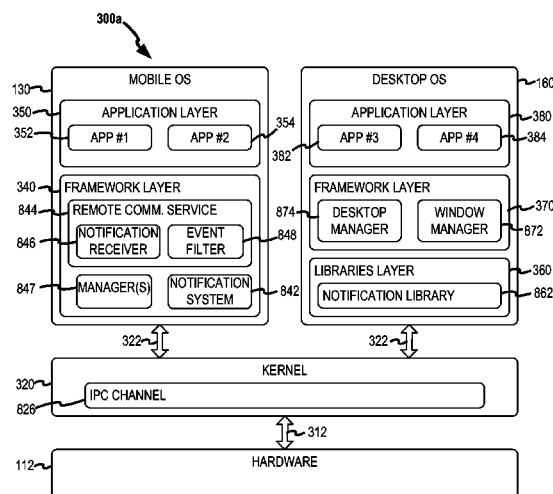 300a
130
MOBILE OS
DESKTOP OS
160
350
APPLICATION LAYER
354
APPLICATION LAYER
380
352
APP #1
APP #2
382
APP #3
APP #4
384
340
FRAMEWORK LAYER
FRAMEWORK LAYER
370
844
REMOTE COMM. SERVICE
874
DESKTOP
MANAGER
WINDOW
MANAGER
872
846
NOTIFICATION
RECEIVER
EVENT
FILTER
848
LIBRARIES LAYER
360
847
MANAGER(S)
NOTIFICATION
SYSTEM
842
NOTIFICATION LIBRARY
862
322
322
320
KERNEL
826
IPC CHANNEL
312
112
HARDWARE